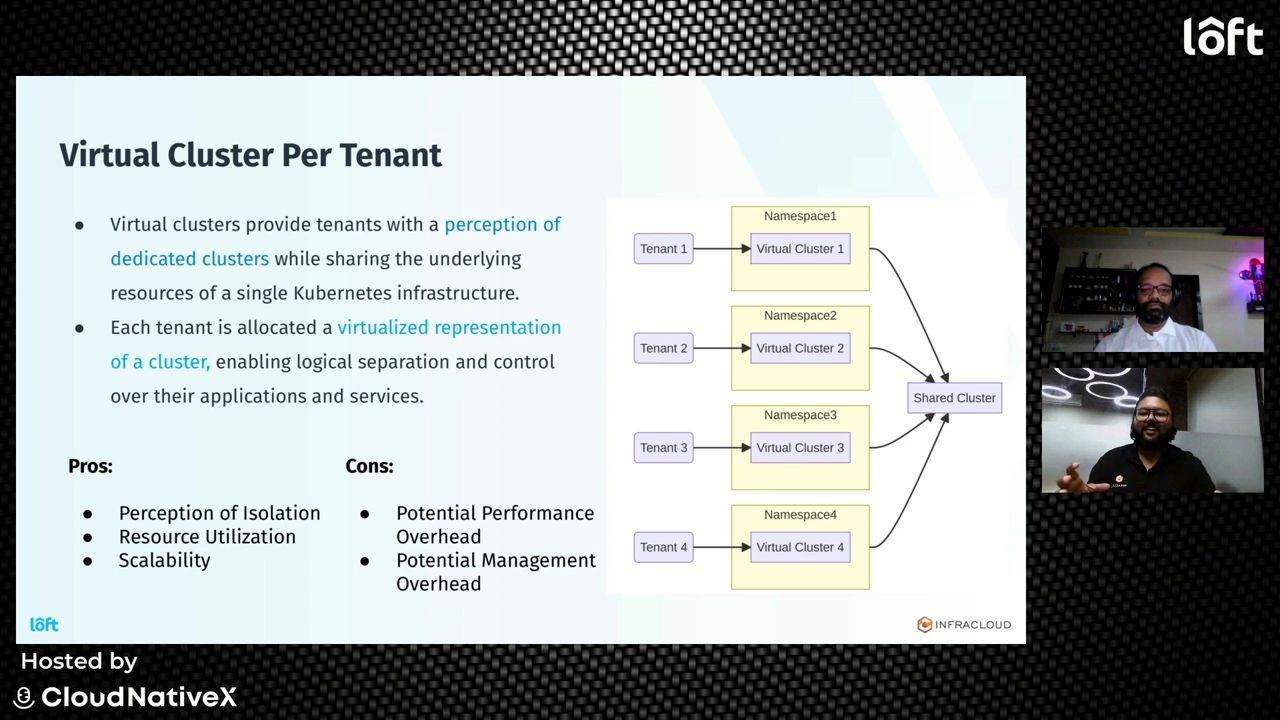 lôft
Virtual Cluster Per Tenant
● Virtual clusters provide tenants with a perception of
dedicated clusters while sharing the underlying
resources of a single Kubernetes infrastructure.
● Each tenant is allocated a virtualized representation
of a cluster, enabling logical separation and control
over their applications and services.
Pros:
● Perception of Isolation
● Resource Utilization
● Scalability
Cons:
● Potential Performance
Overhead
● Potential Management
Overhead
Namespace1
Tenant 1
Virtual Cluster 1
Namespace2
Tenant 2
Virtual Cluster 2
Shared Cluster
Namespace3
Tenant 3
Virtual Cluster 3
Namespace4
Tenant 4
Virtual Cluster 4
lôft
INFRACLOUD
Hosted by
CloudNativeX